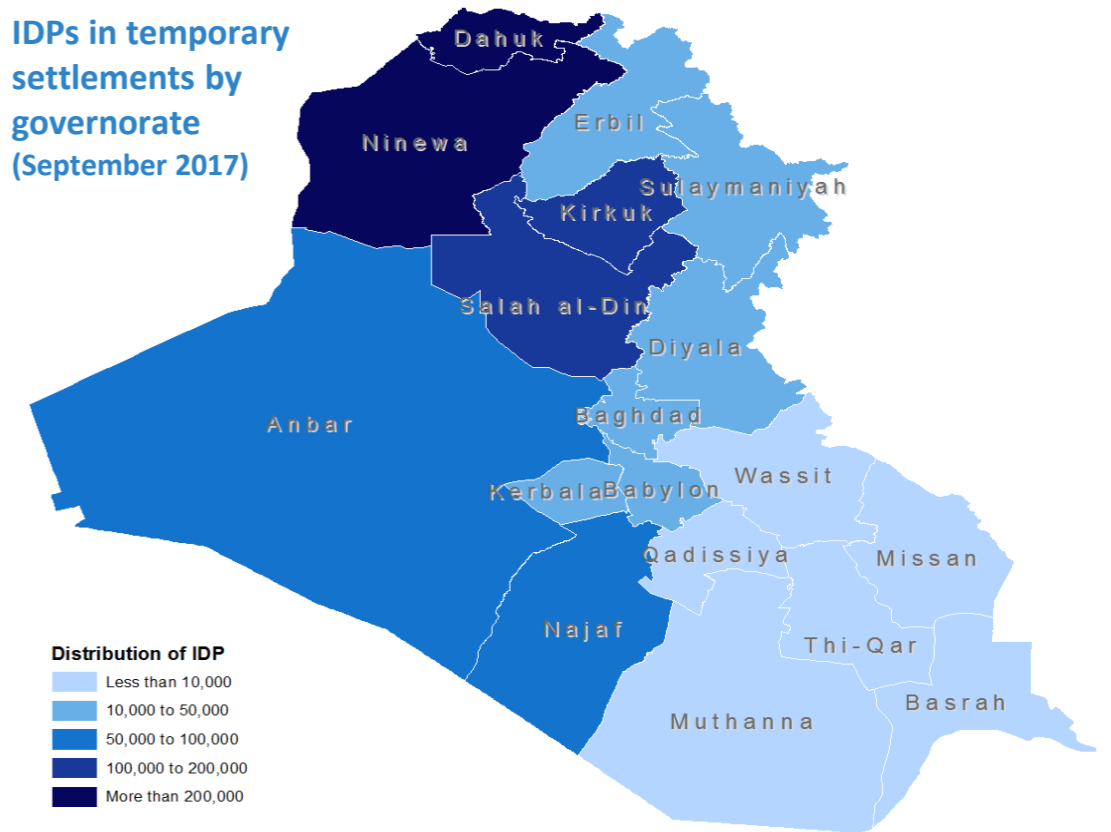 IDPs in temporary
settlements by
governorate
(September 2017)
Dahuk
Ninewa
Erbil
Sulaymaniyah
Kirkuk
Salah al-Din
Diyala
Anbar
Baghdad
Wassit
Kerbala
Babylon
Qadissiya
Missan
Najaf
Thi-Qar
Basrah
Muthanna
Distribution of IDP
Less than 10,000
10,000 to 50,000
50,000 to 100,000
100,000 to 200,000
More than 200,000